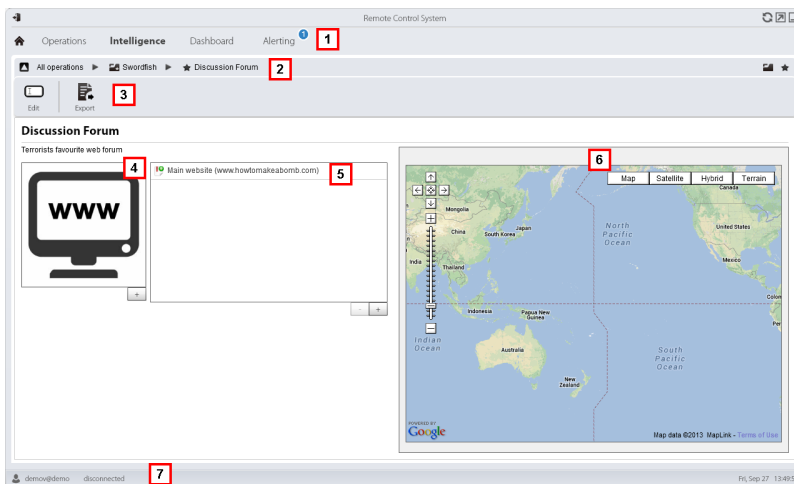 Remote Control System
Operations Intelligence Dashboard Alerting 1 1
All operations Swordfish Discussion Forum 2
Edit Export 3
Discussion Forum
Terrorists favourite web forum
4
WWW
+
Main website (www.howtomakeabomb.com) 5
- +
6
Map Satellite Hybrid Terrain
Canada
Mongolia
North
Pacific
Ocean
United States
China
South Korea
Japan
India
Thailand
Mexico
Indonesia
Papua New
Guinea
Indian
Ocean
Australia
South
Pacific
Ocean
New
Zealand
POWERED BY
Google
Map data ©2013 MapLink - Terms of Use
demov@demo disconnected 7
Fri, Sep 27 13:49:5